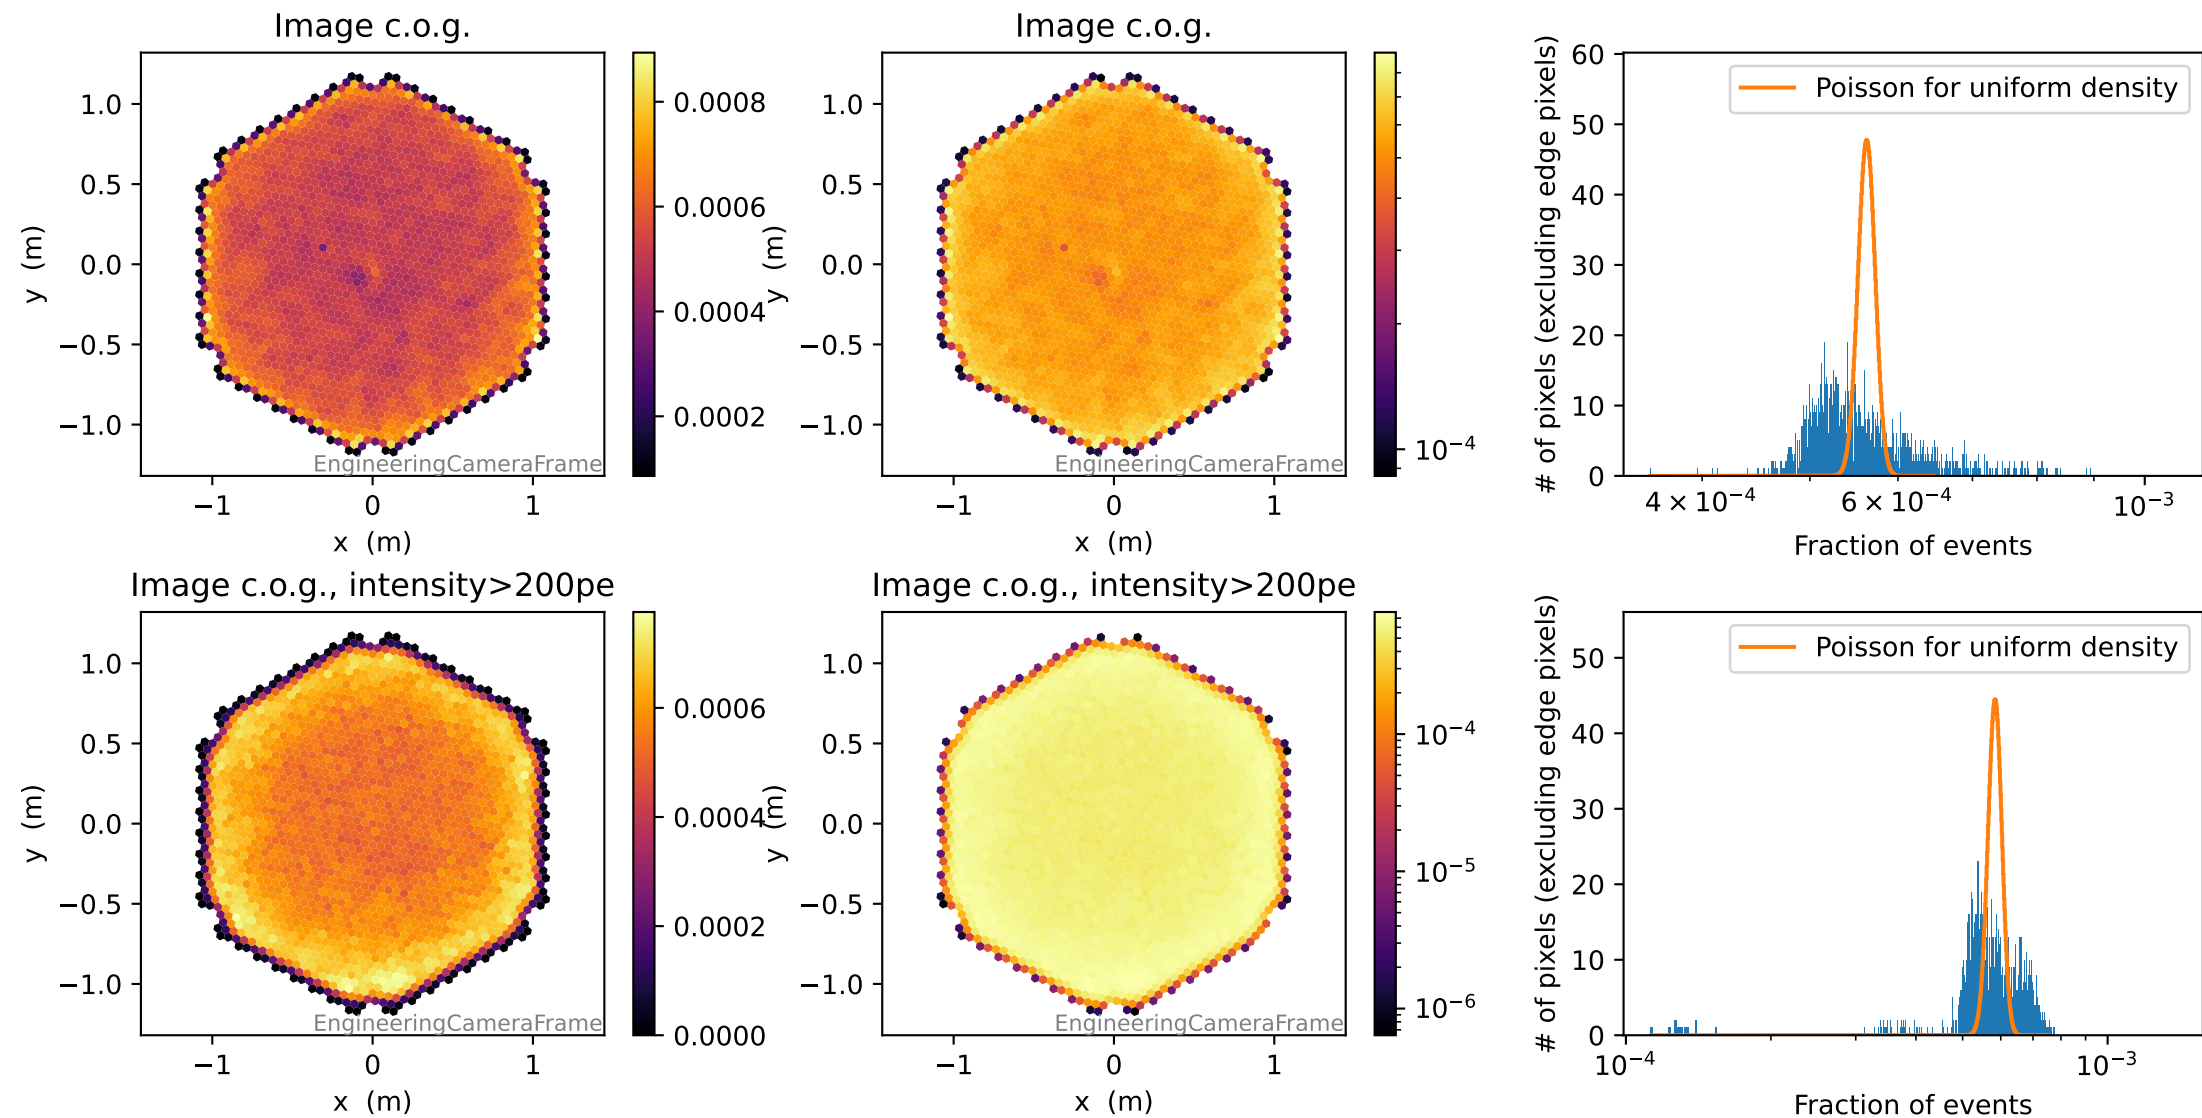 Image c.o.g.
y (m)
1.0
0.5
0.0
−0.5
−1.0
EngineeringCameraFrame
−1 0 1
x (m)
0.0008
0.0006
0.0004
0.0002
Image c.o.g.
y (m)
1.0
0.5
0.0
−0.5
−1.0
EngineeringCameraFrame
−1 0 1
x (m)
10⁻⁴
# of pixels (excluding edge pixels)
60
50
40
30
20
10
0
Poisson for uniform density
4 × 10⁻⁴ 6 × 10⁻⁴ 10⁻³
Fraction of events
Image c.o.g., intensity>200pe
y (m)
1.0
0.5
0.0
−0.5
−1.0
EngineeringCameraFrame
−1 0 1
x (m)
0.0006
0.0004
0.0002
0.0000
Image c.o.g., intensity>200pe
y (m)
1.0
0.5
0.0
−0.5
−1.0
EngineeringCameraFrame
−1 0 1
x (m)
10⁻⁴
10⁻⁵
10⁻⁶
# of pixels (excluding edge pixels)
50
40
30
20
10
0
Poisson for uniform density
10⁻⁴ 10⁻³
Fraction of events